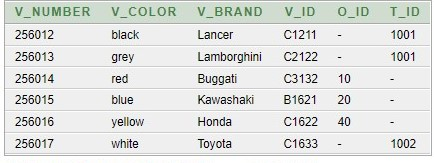 V_NUMBER V_COLOR V_BRAND V_ID O_ID T_ID
256012 black Lancer C1211 - 1001
256013 grey Lamborghini C2122 - 1001
256014 red Buggati C3132 10 -
256015 blue Kawashaki B1621 20 -
256016 yellow Honda C1622 40 -
256017 white Toyota C1633 - 1002